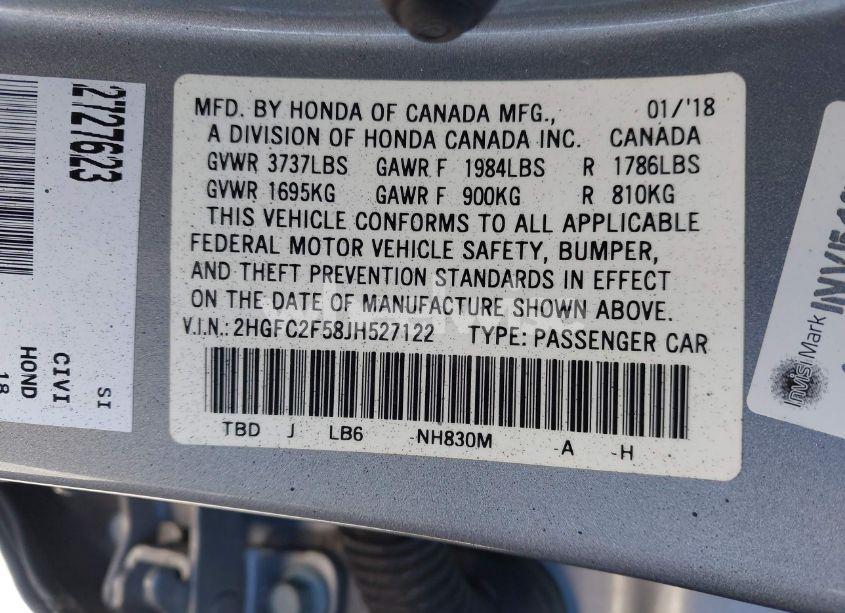 MFD. BY HONDA OF CANADA MFG., 01/'18
A DIVISION OF HONDA CANADA INC. CANADA
GVWR 3737LBS GAWR F 1984LBS R 1786LBS
GVWR 1695KG GAWR F 900KG R 810KG
THIS VEHICLE CONFORMS TO ALL APPLICABLE
FEDERAL MOTOR VEHICLE SAFETY, BUMPER,
AND THEFT PREVENTION STANDARDS IN EFFECT
ON THE DATE OF MANUFACTURE SHOWN ABOVE.
V.I.N.: 2HGFC2F58JH527122 TYPE: PASSENGER CAR
TBD J LB6 NH830M -A -H
2727623
SI
CIVI
HOND
18
InvisiMark